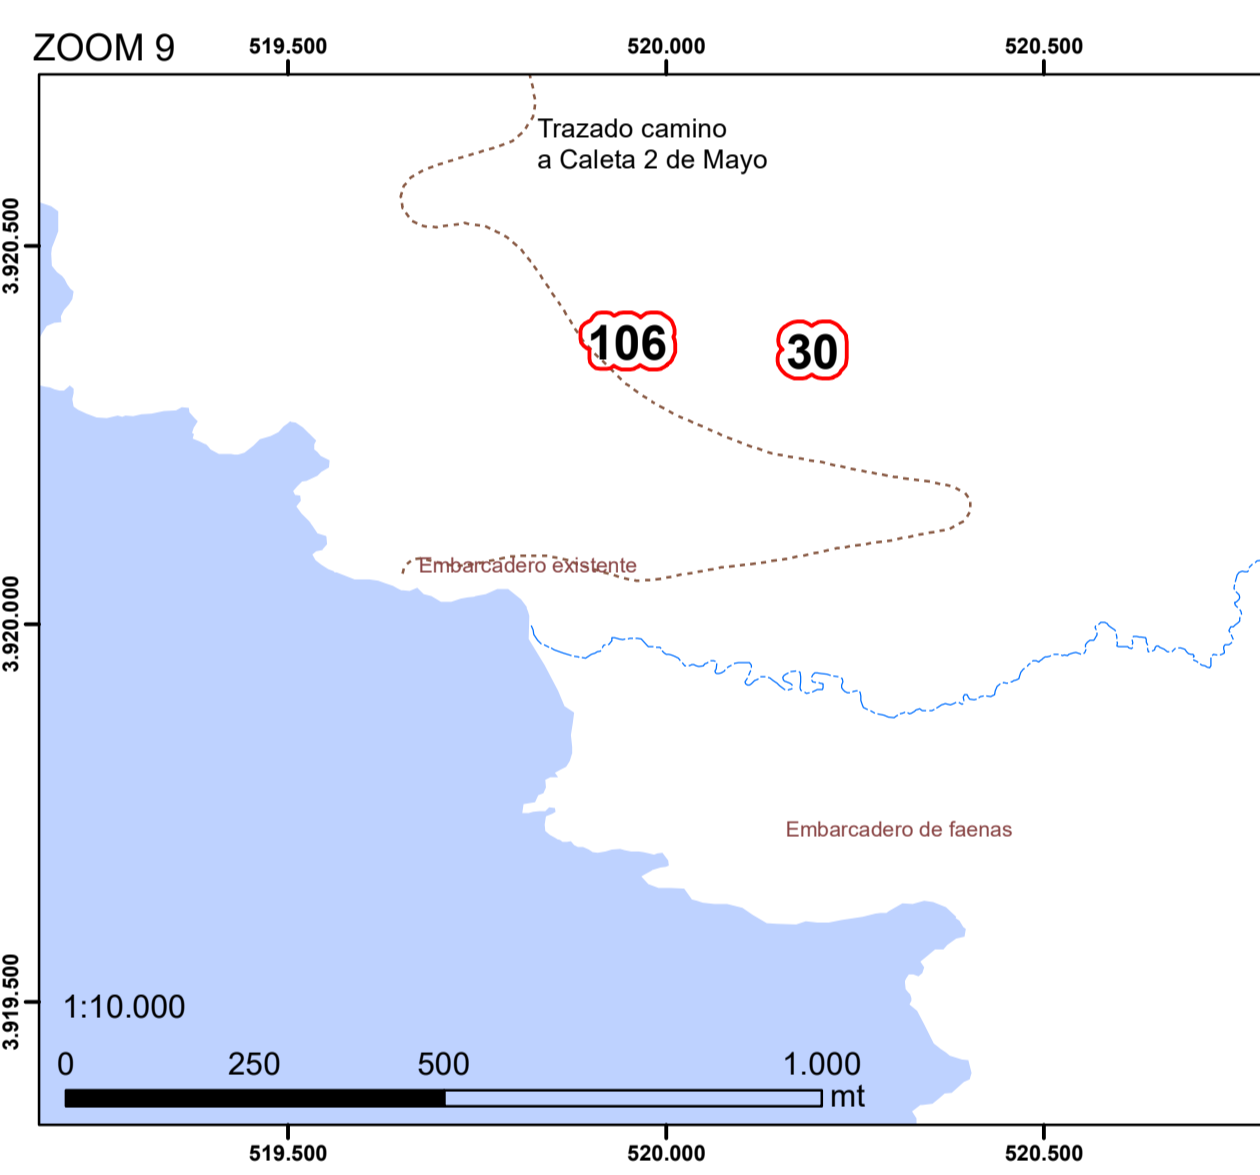 ZOOM 9
519.500 520.000 520.500
Trazado camino
a Caleta 2 de Mayo
3.920.500
106 30
Embarcadero existente
3.920.000
Embarcadero de faenas
3.919.500
1:10.000
0 250 500 1.000
mt
519.500 520.000 520.500